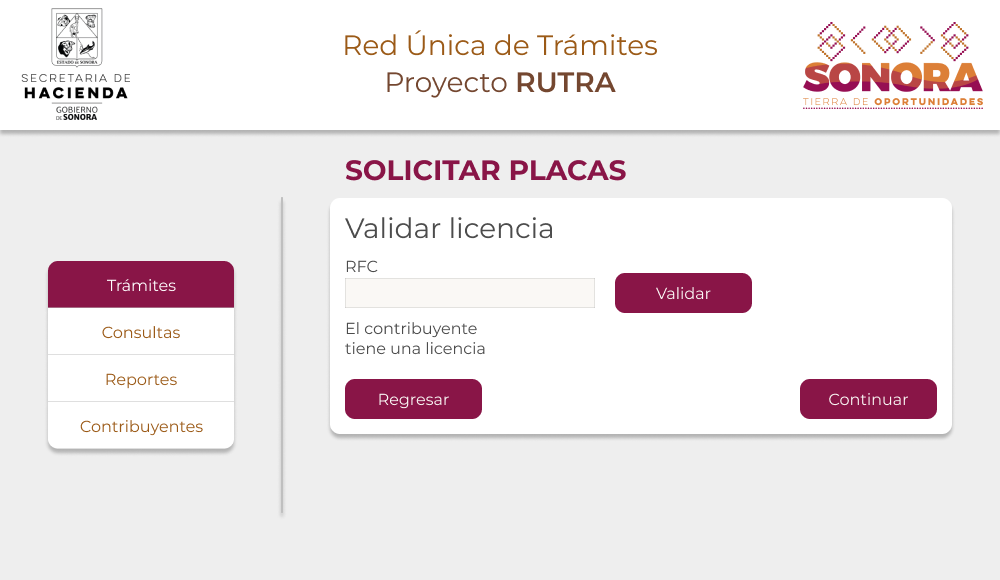 ESTADO DE SONORA
SECRETARIA DE
HACIENDA
GOBIERNO
DE SONORA
Red Única de Trámites
Proyecto RUTRA
SONORA
TIERRA DE OPORTUNIDADES
SOLICITAR PLACAS
Trámites
Consultas
Reportes
Contribuyentes
Validar licencia
RFC
Validar
El contribuyente
tiene una licencia
Regresar
Continuar